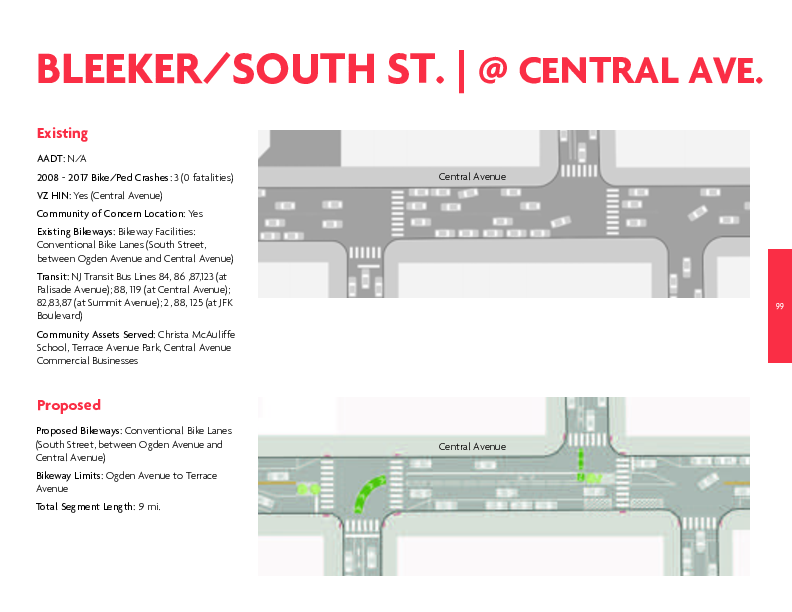 BLEEKER/SOUTH ST. | @ CENTRAL AVE.
Existing
AADT: N/A
2008 - 2017 Bike/Ped Crashes: 3 (0 fatalities)
VZ HIN: Yes (Central Avenue)
Community of Concern Location: Yes
Existing Bikeways: Bikeway Facilities:
Conventional Bike Lanes (South Street,
between Ogden Avenue and Central Avenue)
Transit: NJ Transit Bus Lines 84, 86 ,87,123 (at
Palisade Avenue); 88, 119 (at Central Avenue);
82,83,87 (at Summit Avenue); 2 , 88, 125 (at JFK
Boulevard)
Community Assets Served: Christa McAuliffe
School, Terrace Avenue Park, Central Avenue
Commercial Businesses
Central Avenue
99
Proposed
Proposed Bikeways: Conventional Bike Lanes
(South Street, between Ogden Avenue and
Central Avenue)
Bikeway Limits: Ogden Avenue to Terrace
Avenue
Total Segment Length: 9 mi.
Central Avenue